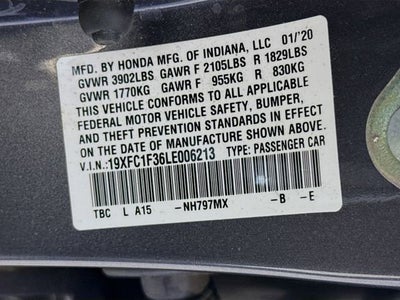 MFD. BY HONDA MFG. OF INDIANA, LLC 01/'20
GVWR 3902LBS GAWR F 2105LBS R 1829LBS
GVWR 1770KG GAWR F 955KG R 830KG
THIS VEHICLE CONFORMS TO ALL APPLICABLE
FEDERAL MOTOR VEHICLE SAFETY, BUMPER,
AND THEFT PREVENTION STANDARDS IN EFFECT
ON THE DATE OF MANUFACTURE SHOWN ABOVE.
V.I.N.:19XFC1F36LE006213 TYPE: PASSENGER CAR
TBC L A15 -NH797MX -B -E